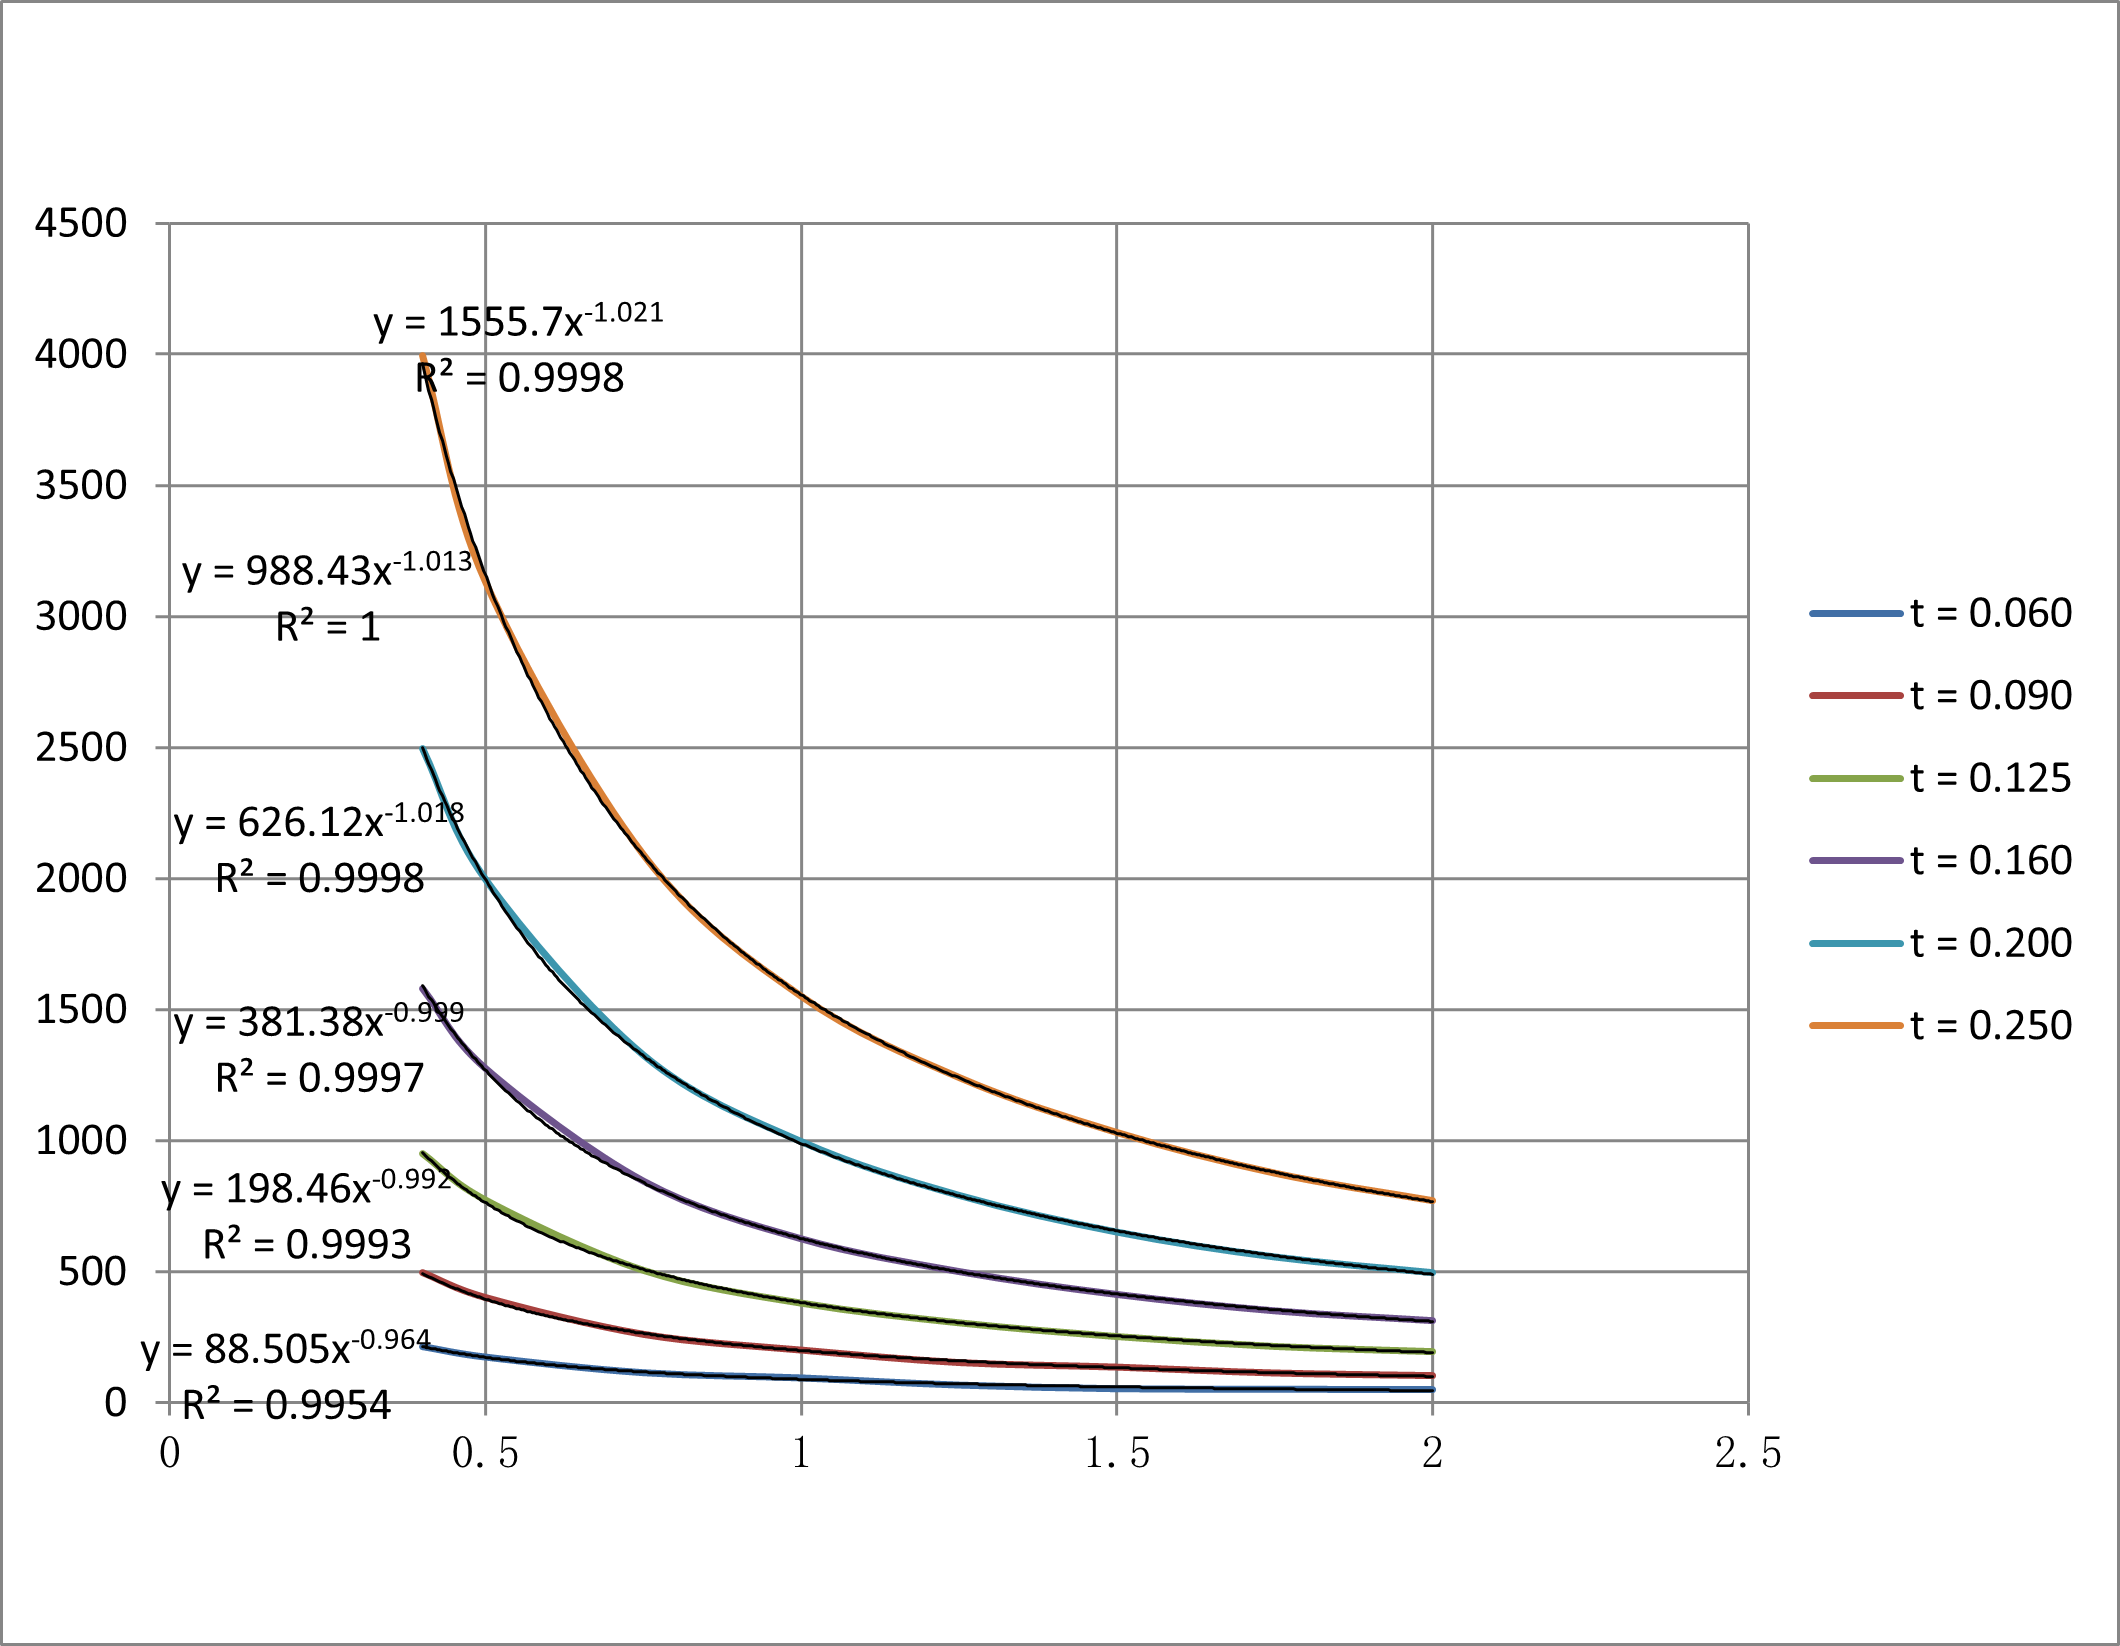 4500
4000
3500
3000
2500
2000
1500
1000
500
0
y = 1555.7x-1.021
R² = 0.9998
y = 988.43x-1.013
R² = 1
y = 626.12x-1.018
R² = 0.9998
y = 381.38x-0.999
R² = 0.9997
y = 198.46x-0.992
R² = 0.9993
y = 88.505x-0.964
R² = 0.9954
0 0.5 1 1.5 2 2.5
t = 0.060
t = 0.090
t = 0.125
t = 0.160
t = 0.200
t = 0.250